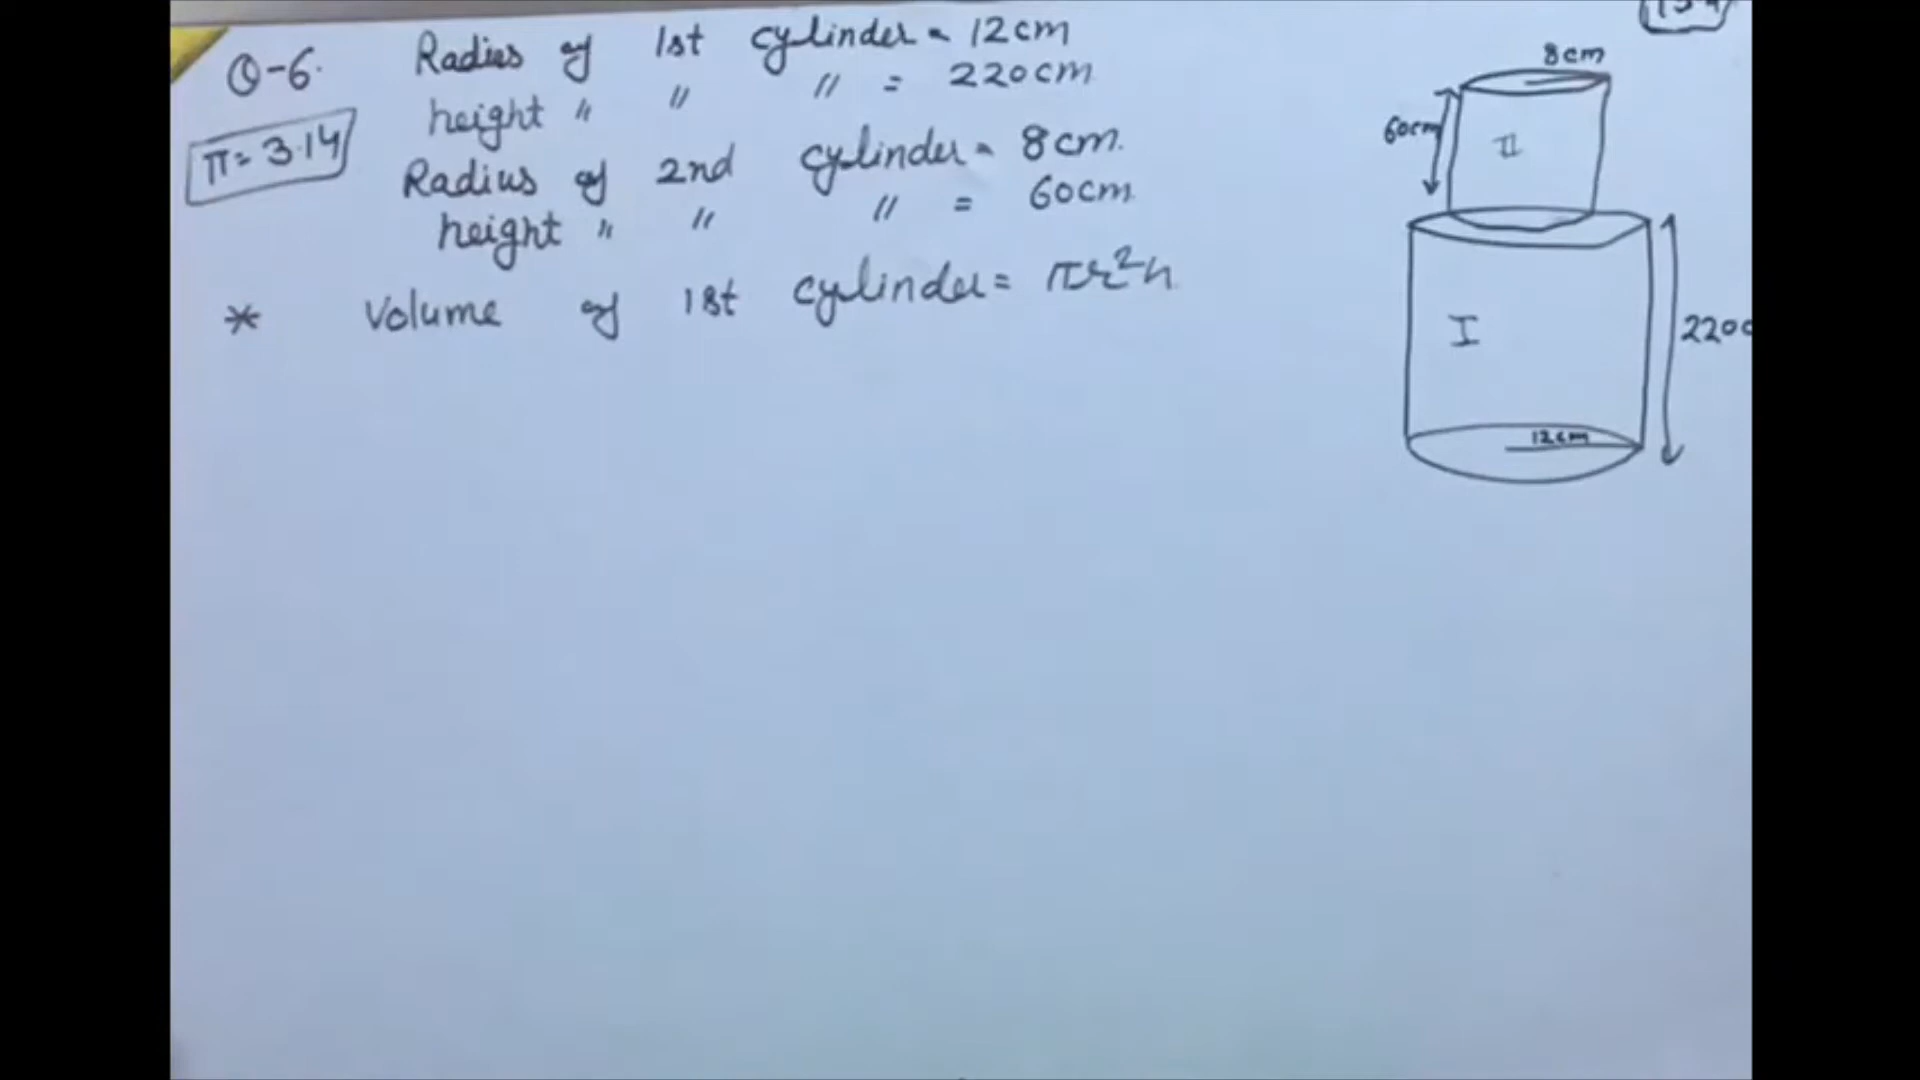 Q-6. Radius of 1st cylinder = 12cm
height " " " = 220cm
π = 3.14
Radius of 2nd cylinder = 8cm.
height " " " = 60cm
* Volume of 1st cylinder = πr²h
8cm
60cm
II
I
220c
12cm